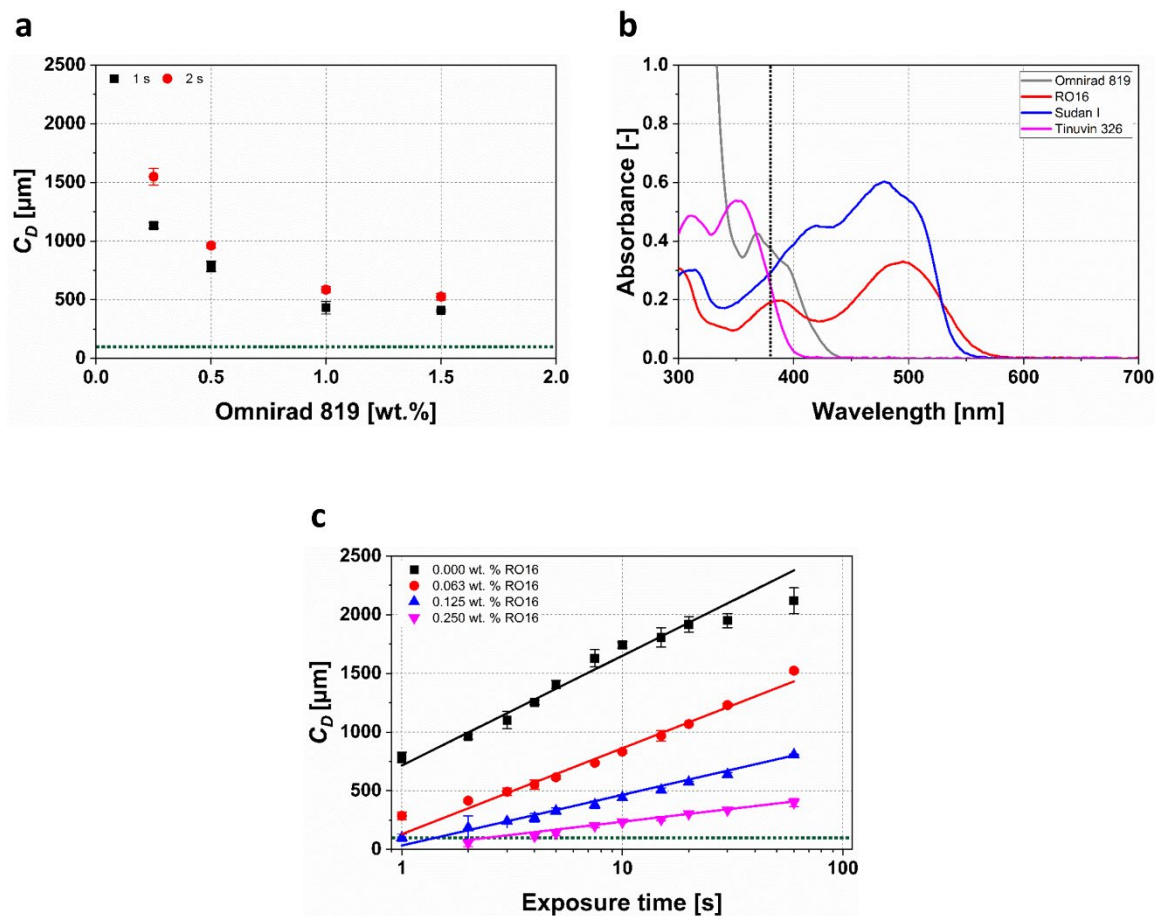 a
2500
2000
1500
1000
500
0
C_D [µm]
1 s 2 s
0.0 0.5 1.0 1.5 2.0
Omnirad 819 [wt.%]
b
1.0
0.8
0.6
0.4
0.2
0.0
Absorbance [-]
Omnirad 819
RO16
Sudan I
Tinuvin 326
300 400 500 600 700
Wavelength [nm]
c
2500
2000
1500
1000
500
0
C_D [µm]
0.000 wt. % RO16
0.063 wt. % RO16
0.125 wt. % RO16
0.250 wt. % RO16
1 10 100
Exposure time [s]